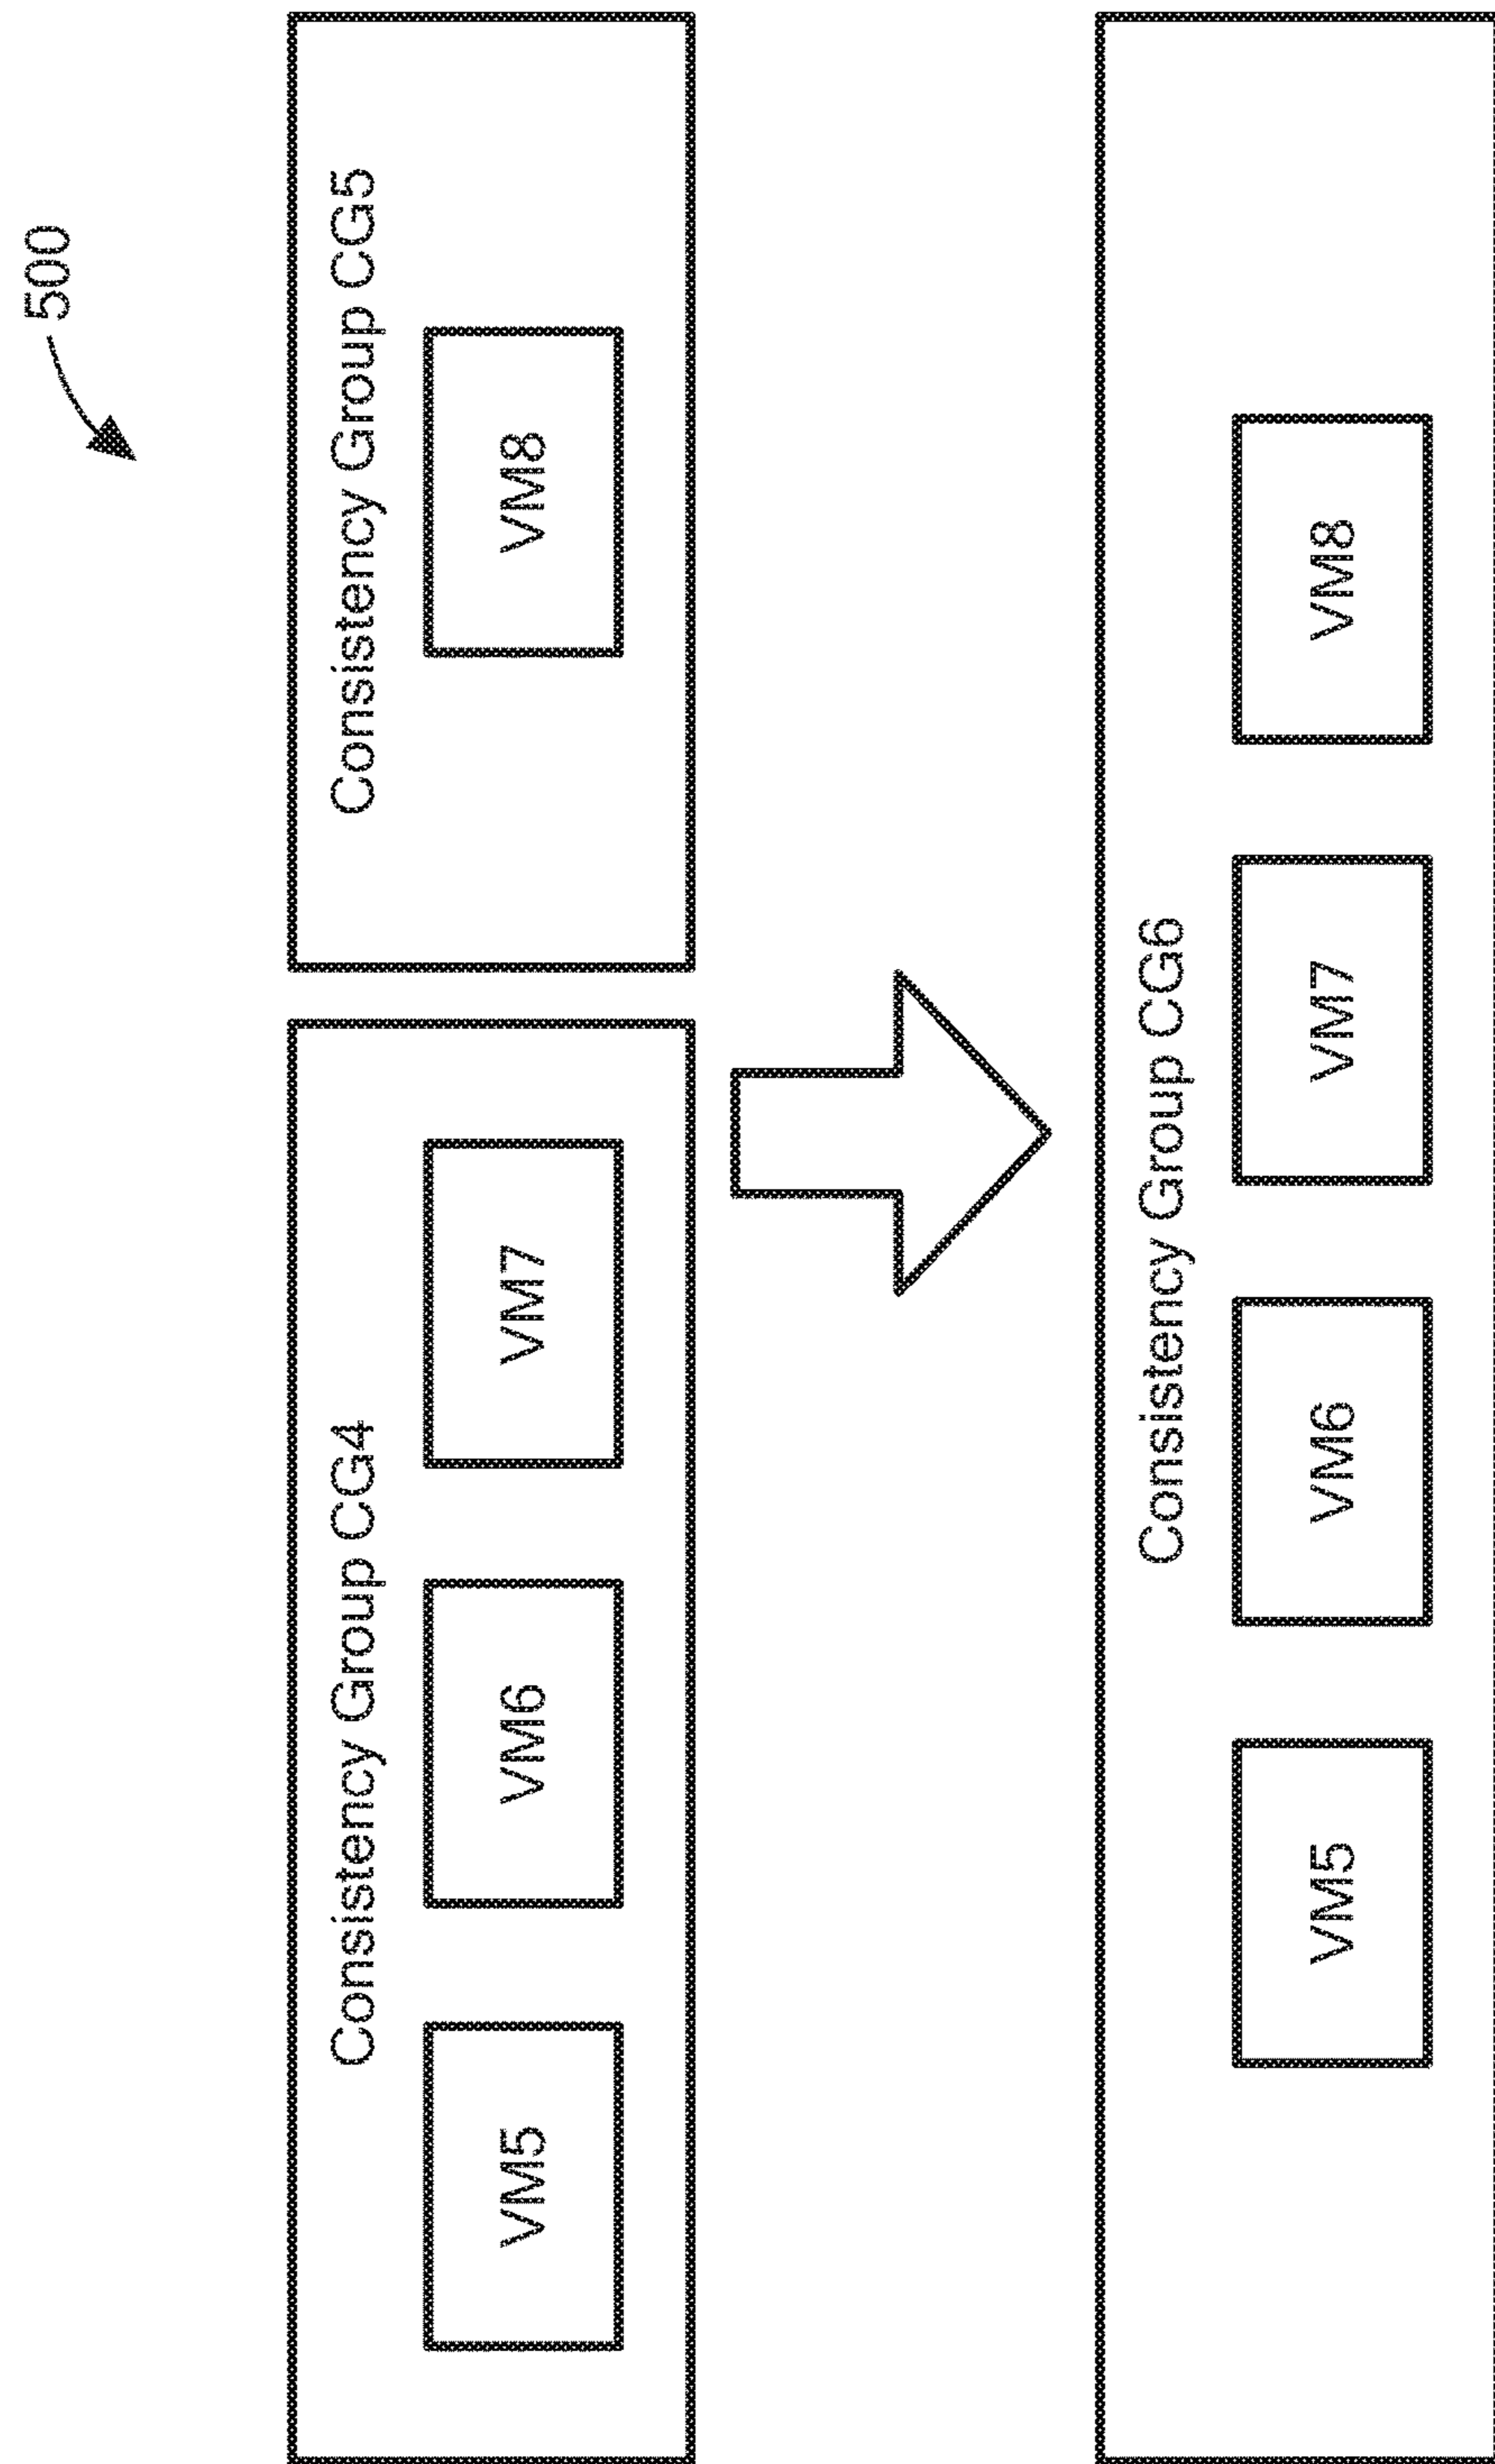 500
Consistency Group CG4
VM5
VM6
VM7
Consistency Group CG5
VM8
Consistency Group CG6
VM5
VM6
VM7
VM8